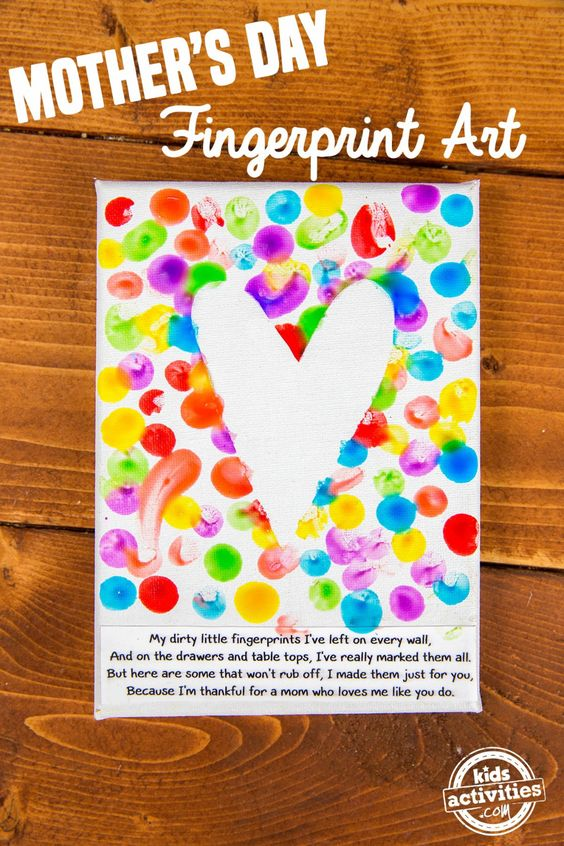 MOTHER'S DAY
Fingerprint Art
My dirty little fingerprints I've left on every wall,
And on the drawers and table tops, I've really marked them all.
But here are some that won't rub off, I made them just for you,
Because I'm thankful for a mom who loves me like you do.
kids
activities
.com